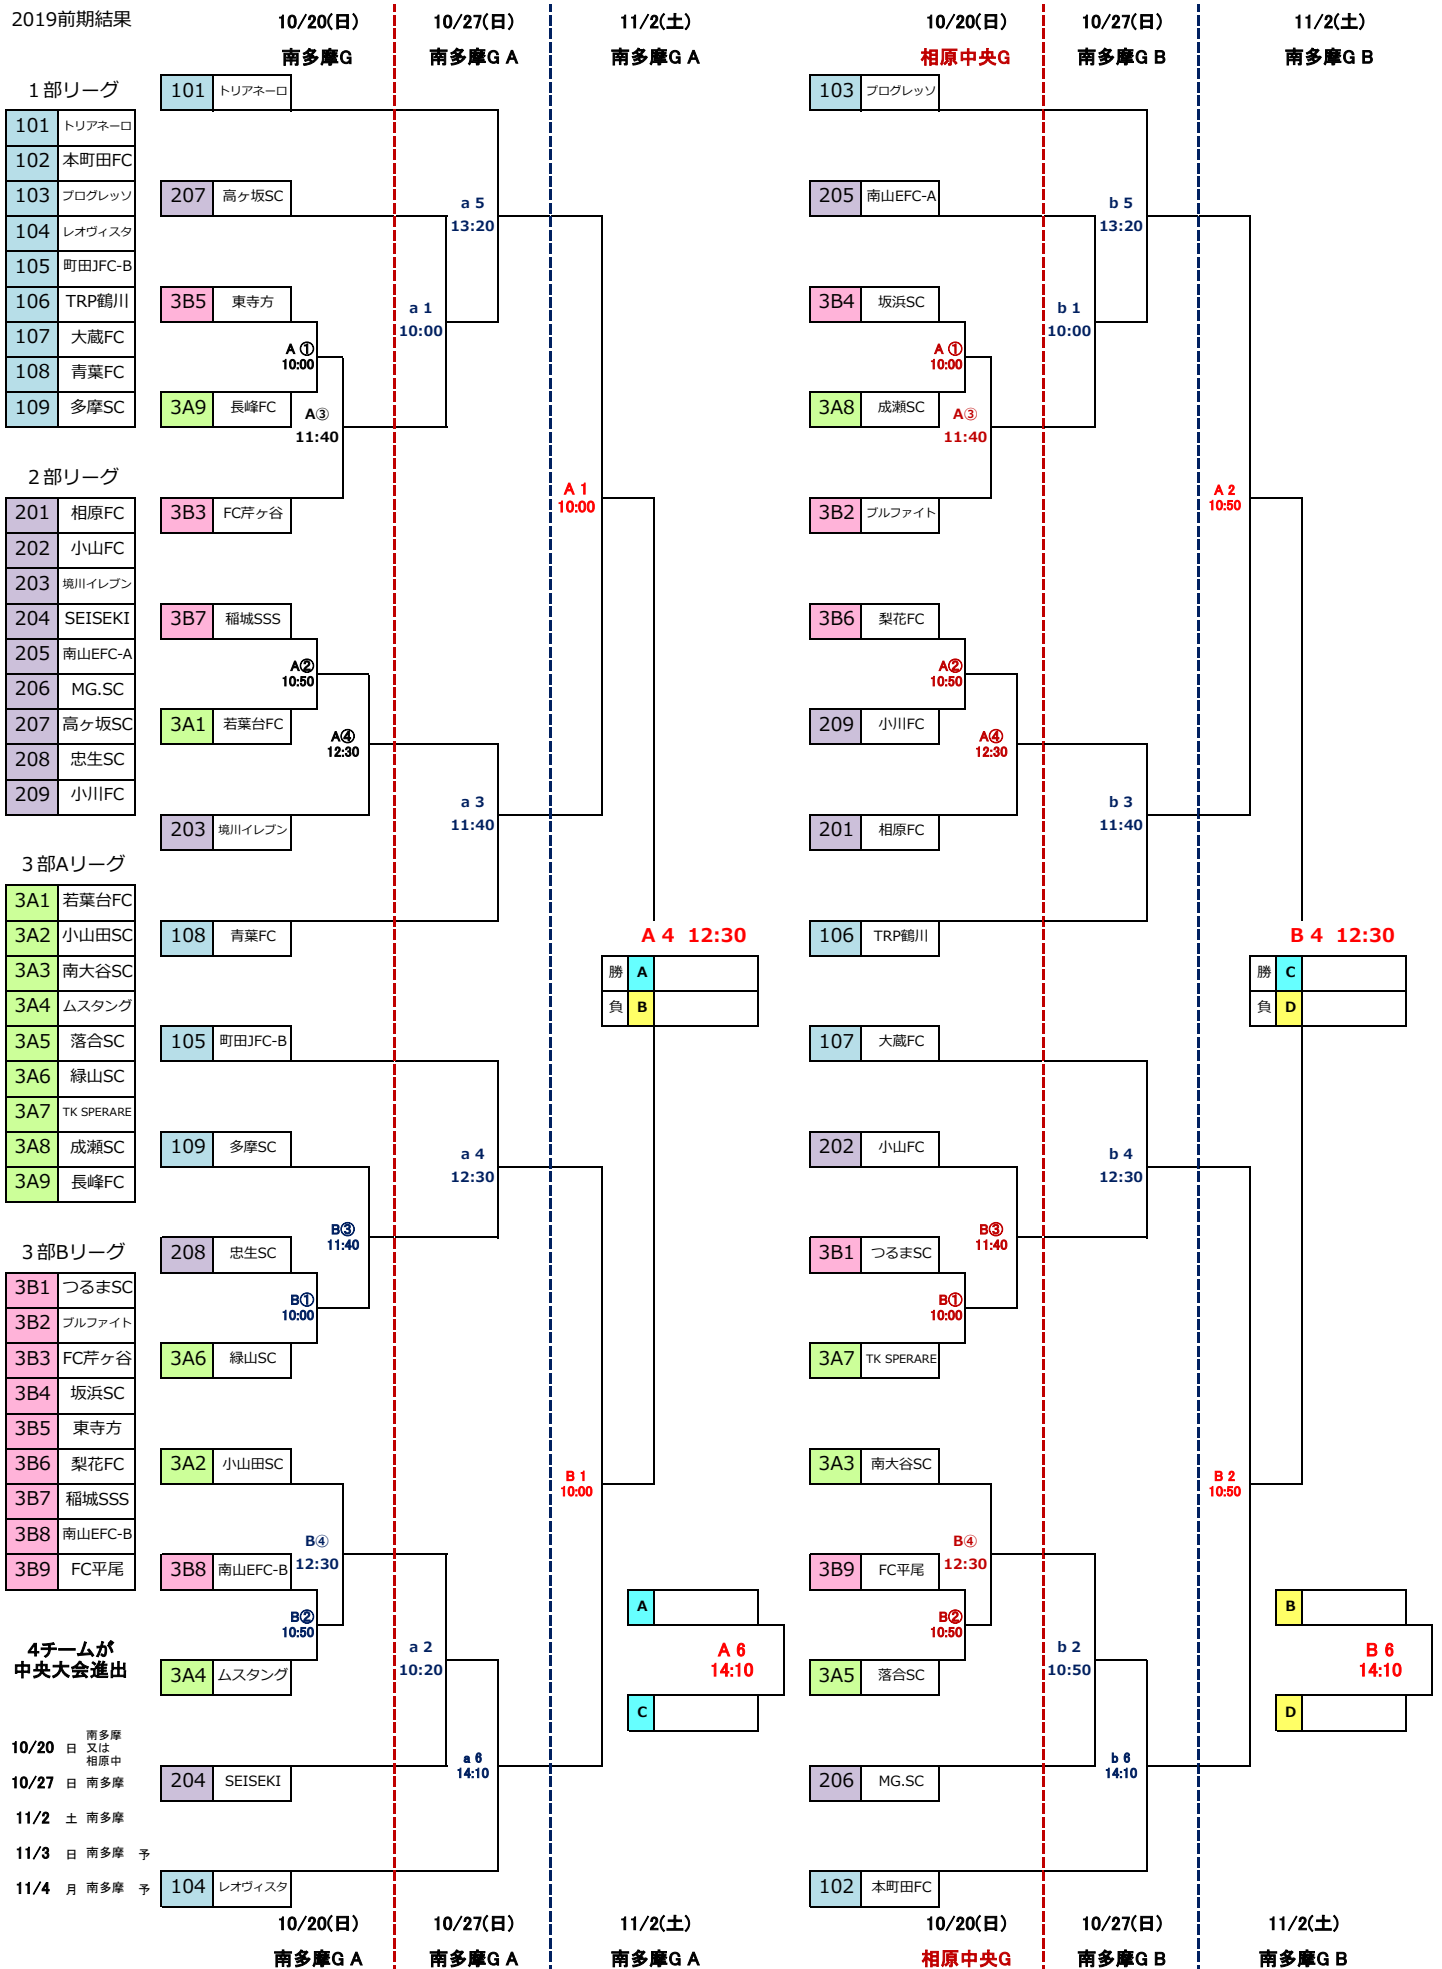 2019前期結果
10/20(日) 10/27(日) 11/2(土) 10/20(日) 10/27(日) 11/2(土)
南多摩G 南多摩G A 南多摩G A 相原中央G 南多摩G B 南多摩G B
1部リーグ
101 トリアネーロ
102 本町田FC
103 プログレッソ
104 レオヴィスタ
105 町田JFC-B
106 TRP鶴川
107 大蔵FC
108 青葉FC
109 多摩SC
2部リーグ
201 相原FC
202 小山FC
203 境川イレブン
204 SEISEKI
205 南山EFC-A
206 MG.SC
207 高ヶ坂SC
208 忠生SC
209 小川FC
3部Aリーグ
3A1 若葉台FC
3A2 小山田SC
3A3 南大谷SC
3A4 ムスタング
3A5 落合SC
3A6 緑山SC
3A7 TK SPERARE
3A8 成瀬SC
3A9 長峰FC
3部Bリーグ
3B1 つるまSC
3B2 ブルファイト
3B3 FC芹ヶ谷
3B4 坂浜SC
3B5 東寺方
3B6 梨花FC
3B7 稲城SSS
3B8 南山EFC-B
3B9 FC平尾
4チームが
中央大会進出
10/20 日 南多摩
又は
相原中
10/27 日 南多摩
11/2 土 南多摩
11/3 日 南多摩 予
11/4 月 南多摩 予
101 トリアネーロ
207 高ヶ坂SC
a 5
13:20
3B5 東寺方
a 1
10:00
A ①
10:00
3A9 長峰FC
A③
11:40
3B3 FC芹ヶ谷
A 1
10:00
3B7 稲城SSS
A②
10:50
3A1 若葉台FC
A④
12:30
a 3
11:40
203 境川イレブン
108 青葉FC
A 4 12:30
勝 A
負 B
105 町田JFC-B
109 多摩SC
a 4
12:30
B③
11:40
208 忠生SC
B①
10:00
3A6 緑山SC
3A2 小山田SC
B 1
10:00
B④
12:30
3B8 南山EFC-B
B②
10:50
3A4 ムスタング
a 2
10:20
A
A 6
14:10
C
a 6
14:10
204 SEISEKI
104 レオヴィスタ
103 プログレッソ
205 南山EFC-A
b 5
13:20
3B4 坂浜SC
b 1
10:00
A ①
10:00
3A8 成瀬SC
A③
11:40
3B2 ブルファイト
A 2
10:50
3B6 梨花FC
A②
10:50
209 小川FC
A④
12:30
b 3
11:40
201 相原FC
106 TRP鶴川
B 4 12:30
勝 C
負 D
107 大蔵FC
202 小山FC
b 4
12:30
B③
11:40
3B1 つるまSC
B①
10:00
3A7 TK SPERARE
3A3 南大谷SC
B 2
10:50
B④
12:30
3B9 FC平尾
B②
10:50
3A5 落合SC
b 2
10:50
B
B 6
14:10
D
b 6
14:10
206 MG.SC
102 本町田FC
10/20(日) 10/27(日) 11/2(土) 10/20(日) 10/27(日) 11/2(土)
南多摩G A 南多摩G A 南多摩G A 相原中央G 南多摩G B 南多摩G B